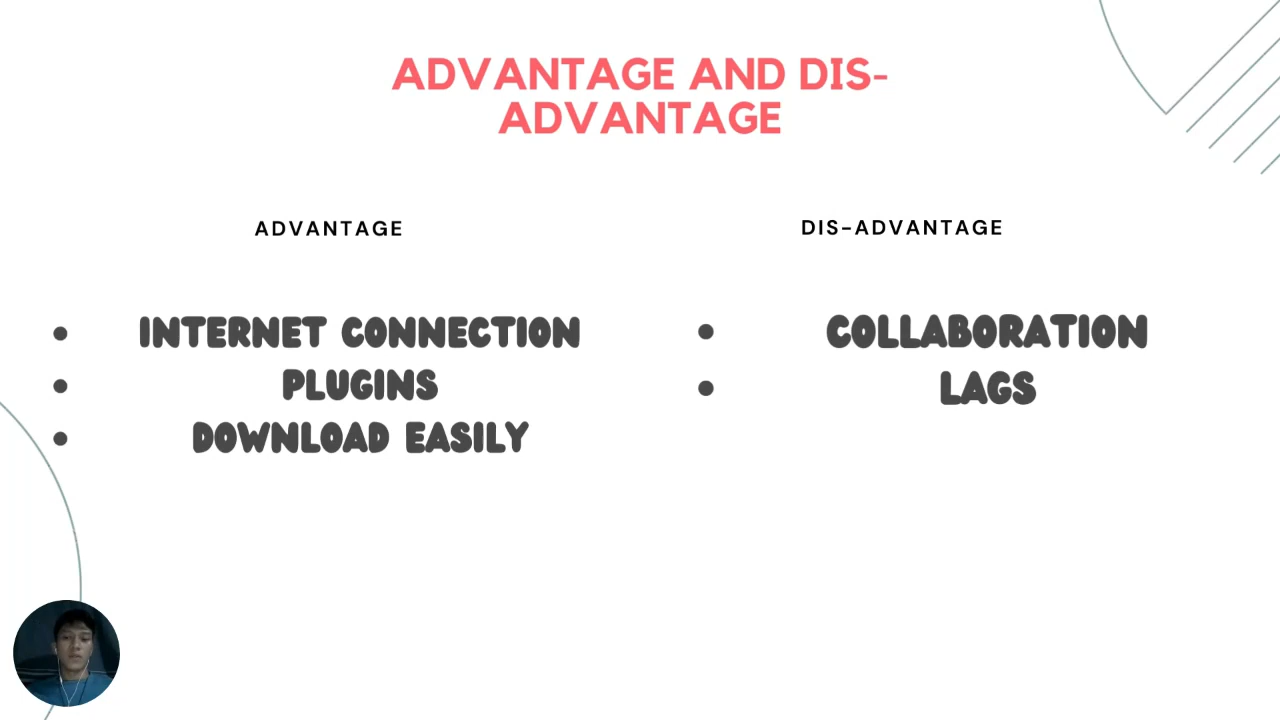 ADVANTAGE AND DIS-
ADVANTAGE
ADVANTAGE
• INTERNET CONNECTION
• PLUGINS
• DOWNLOAD EASILY
DIS-ADVANTAGE
• COLLABORATION
• LAGS